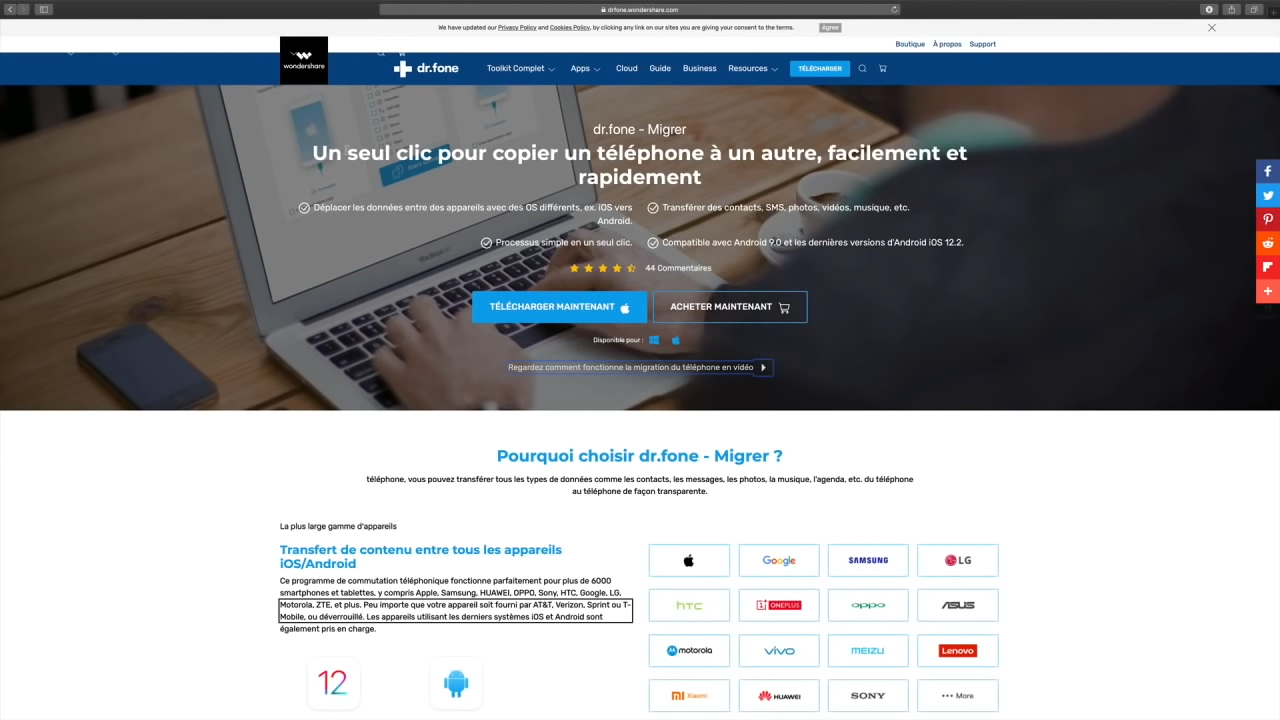 drfone.wondershare.com
We have updated our Privacy Policy and Cookies Policy, by clicking any link on our sites you are giving your consent to the terms. Agree
Boutique À propos Support
wondershare
dr.fone Toolkit Complet Apps Cloud Guide Business Resources TÉLÉCHARGER
dr.fone - Migrer
Un seul clic pour copier un téléphone à un autre, facilement et
rapidement
Déplacer les données entre des appareils avec des OS différents, ex. iOS vers
Android.
Transférer des contacts, SMS, photos, vidéos, musique, etc.
Processus simple en un seul clic.
Compatible avec Android 9.0 et les dernières versions d'Android iOS 12.2.
44 Commentaires
TÉLÉCHARGER MAINTENANT
ACHETER MAINTENANT
Disponible pour :
Regardez comment fonctionne la migration du téléphone en vidéo
Pourquoi choisir dr.fone - Migrer ?
téléphone, vous pouvez transférer tous les types de données comme les contacts, les messages, les photos, la musique, l'agenda, etc. du téléphone
au téléphone de façon transparente.
La plus large gamme d'appareils
Transfert de contenu entre tous les appareils
iOS/Android
Ce programme de commutation téléphonique fonctionne parfaitement pour plus de 6000
smartphones et tablettes, y compris Apple, Samsung, HUAWEI, OPPO, Sony, HTC, Google, LG,
Motorola, ZTE, et plus. Peu importe que votre appareil soit fourni par AT&T, Verizon, Sprint ou T-
Mobile, ou déverrouillé. Les appareils utilisant les derniers systèmes iOS et Android sont
également pris en charge.
12
Google SAMSUNG LG
hTC ONEPLUS oppo ASUS
motorola vivo MEIZU Lenovo
mi Xiaomi HUAWEI SONY ••• More